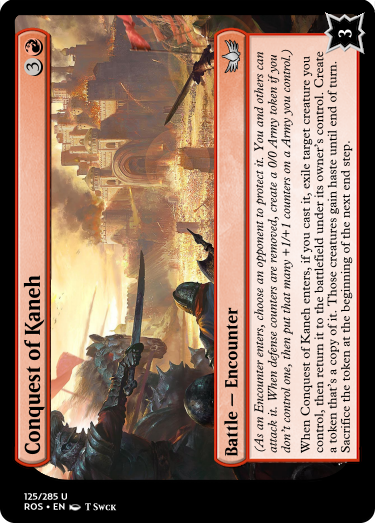 Conquest of Kaneh
3
Battle — Encounter
(As an Encounter enters, choose an opponent to protect it. You and others can
attack it. When defense counters are removed, create a 0/0 Army token if you
don't control one, then put that many +1/+1 counters on a Army you control.)
When Conquest of Kaneh enters, if you cast it, exile target creature you
control, then return it to the battlefield under its owner's control. Create
a token that's a copy of it. Those creatures gain haste until end of turn.
Sacrifice the token at the beginning of the next end step.
3
125/285 U
ROS • EN T Swck